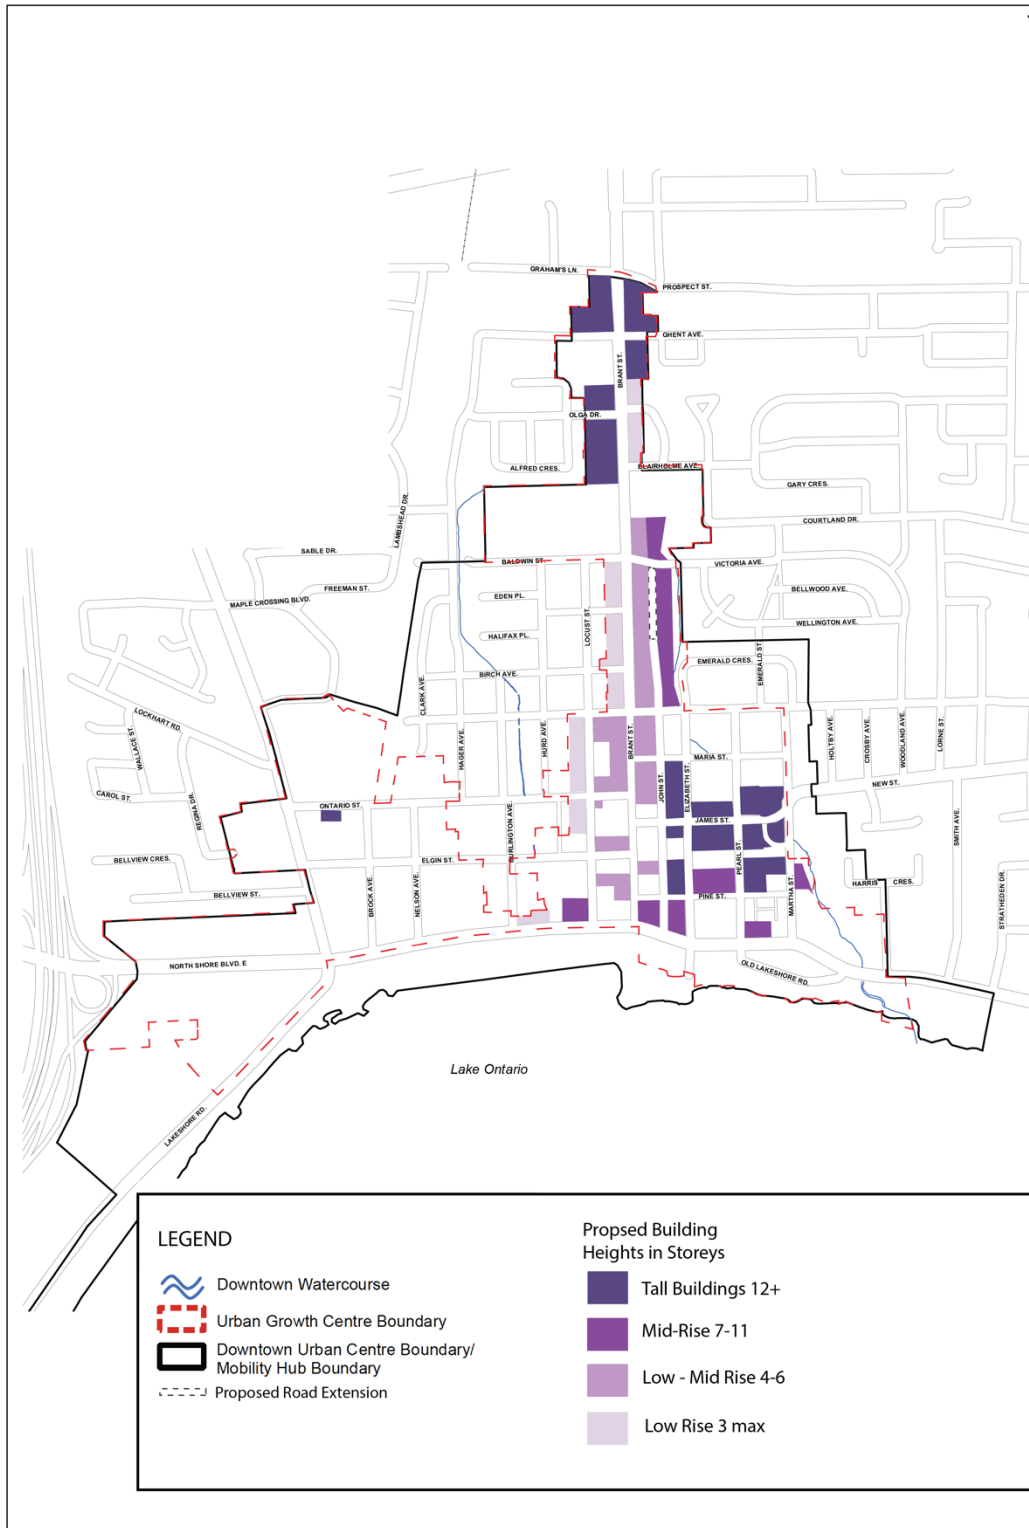 GRAHAM'S LN.
PROSPECT ST.
GHENT AVE.
BRANT ST.
OLGA DR.
ALFRED CRES.
BLAIRHOLME AVE.
GARY CRES.
LAMBSHEAD DR.
COURTLAND DR.
SABLE DR.
BALDWIN ST.
VICTORIA AVE.
FREEMAN ST.
BELLWOOD AVE.
EDEN PL.
MAPLE CROSSING BLVD.
WELLINGTON AVE.
LOCUST ST.
HALIFAX PL.
EMERALD ST.
EMERALD CRES.
BIRCH AVE.
CLARK AVE.
LOCKHART RD.
WALLACE ST.
HAGER AVE.
HURD AVE.
BRANT ST.
MARIA ST.
HOLTBY AVE.
CROSBY AVE.
WOODLAND AVE.
LORNE ST.
JOHN ST.
ELIZABETH ST.
NEW ST.
CAROL ST.
REGINA DR.
ONTARIO ST.
BURLINGTON AVE.
JAMES ST.
SMITH AVE.
BELLVIEW CRES.
ELGIN ST.
PEARL ST.
BELLVIEW ST.
BROCK AVE.
NELSON AVE.
PINE ST.
MARTHA ST.
HARRIS CRES.
STRATHEDEN DR.
NORTH SHORE BLVD. E
OLD LAKESHORE RD.
Lake Ontario
LAKESHORE RD.
LEGEND
Downtown Watercourse
Urban Growth Centre Boundary
Downtown Urban Centre Boundary/
Mobility Hub Boundary
Proposed Road Extension
Propsed Building
Heights in Storeys
Tall Buildings 12+
Mid-Rise 7-11
Low - Mid Rise 4-6
Low Rise 3 max